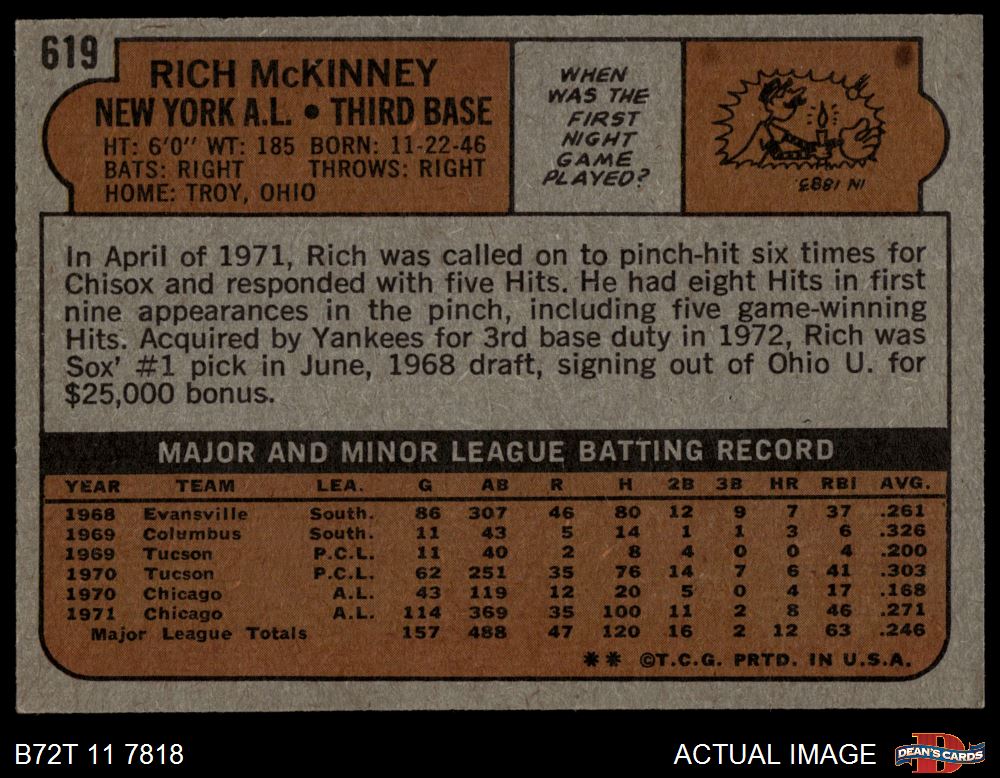 619
RICH McKINNEY
NEW YORK A.L. • THIRD BASE
HT: 6'0" WT: 185 BORN: 11-22-46
BATS: RIGHT THROWS: RIGHT
HOME: TROY, OHIO
WHEN
WAS THE
FIRST
NIGHT
GAME
PLAYED?
IN 1883.
In April of 1971, Rich was called on to pinch-hit six times for
Chisox and responded with five Hits. He had eight Hits in first
nine appearances in the pinch, including five game-winning
Hits. Acquired by Yankees for 3rd base duty in 1972, Rich was
Sox' #1 pick in June, 1968 draft, signing out of Ohio U. for
$25,000 bonus.
MAJOR AND MINOR LEAGUE BATTING RECORD
YEAR TEAM LEA. G AB R H 2B 3B HR RBI AVG.
1968 Evansville South. 86 307 46 80 12 9 7 37 .261
1969 Columbus South. 11 43 5 14 1 1 3 6 .326
1969 Tucson P.C.L. 11 40 2 8 4 0 0 4 .200
1970 Tucson P.C.L. 62 251 35 76 14 7 6 41 .303
1970 Chicago A.L. 43 119 12 20 5 0 4 17 .168
1971 Chicago A.L. 114 369 35 100 11 2 8 46 .271
Major League Totals 157 488 47 120 16 2 12 63 .246
** ©T.C.G. PRTD. IN U.S.A.
B72T 11 7818
ACTUAL IMAGE
DEAN'S CARDS